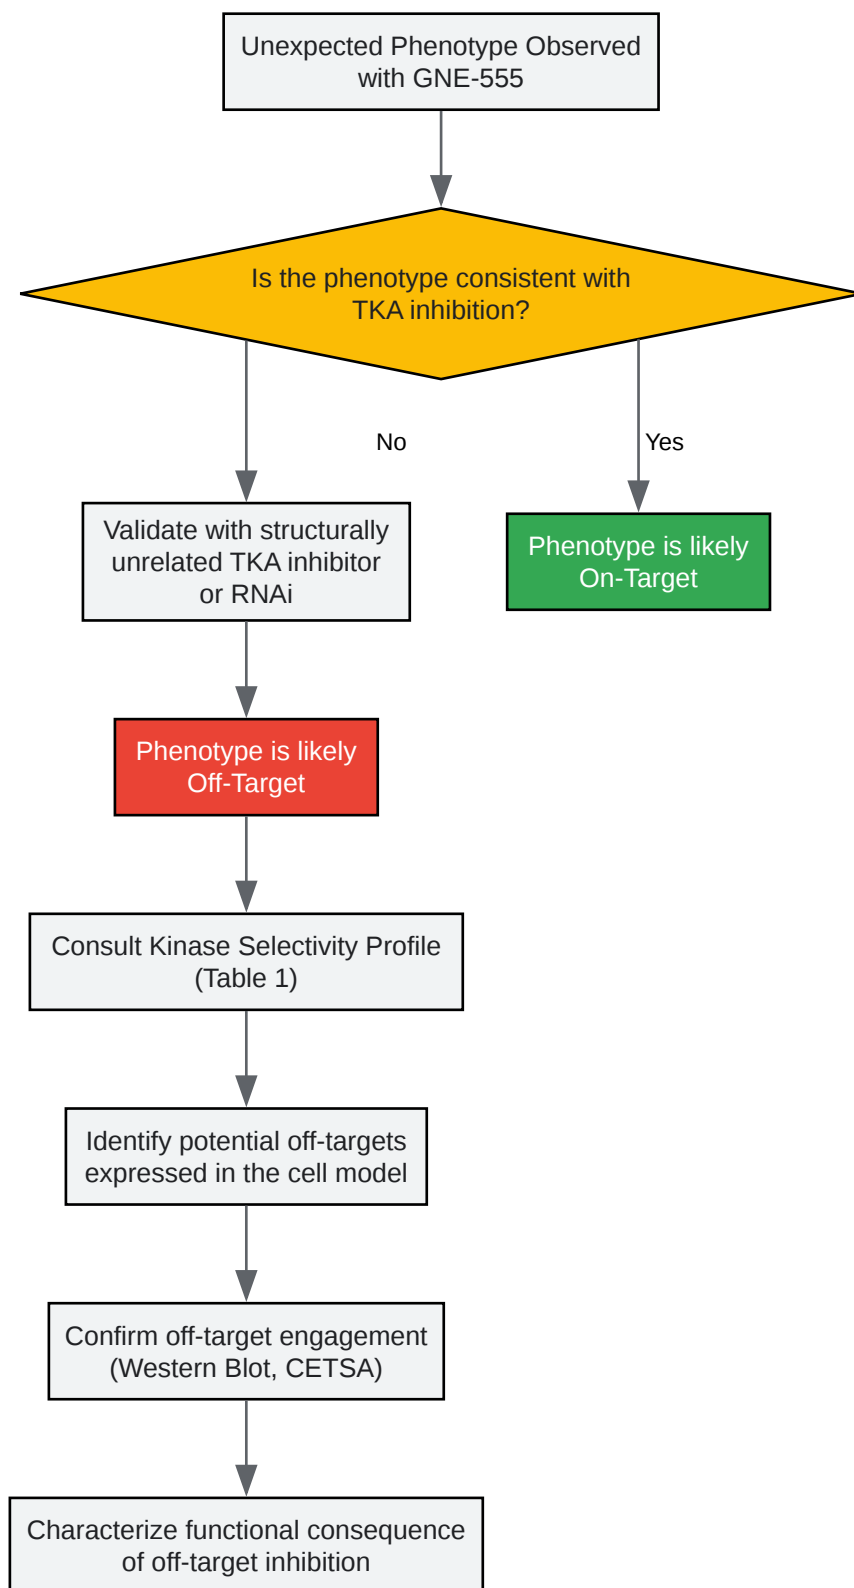 Unexpected Phenotype Observed
with GNE-555
Is the phenotype consistent with
TKA inhibition?
No
Yes
Validate with structurally
unrelated TKA inhibitor
or RNAi
Phenotype is likely
On-Target
Phenotype is likely
Off-Target
Consult Kinase Selectivity Profile
(Table 1)
Identify potential off-targets
expressed in the cell model
Confirm off-target engagement
(Western Blot, CETSA)
Characterize functional consequence
of off-target inhibition